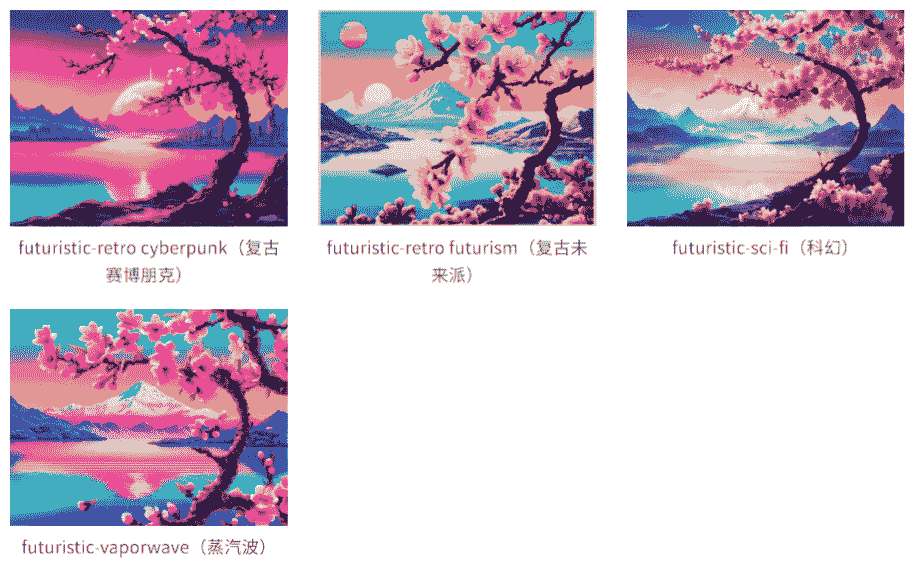 futuristic-retro cyberpunk（复古
赛博朋克）
futuristic-retro futurism（复古未
来派）
futuristic-sci-fi（科幻）
futuristic-vaporwave（蒸汽波）